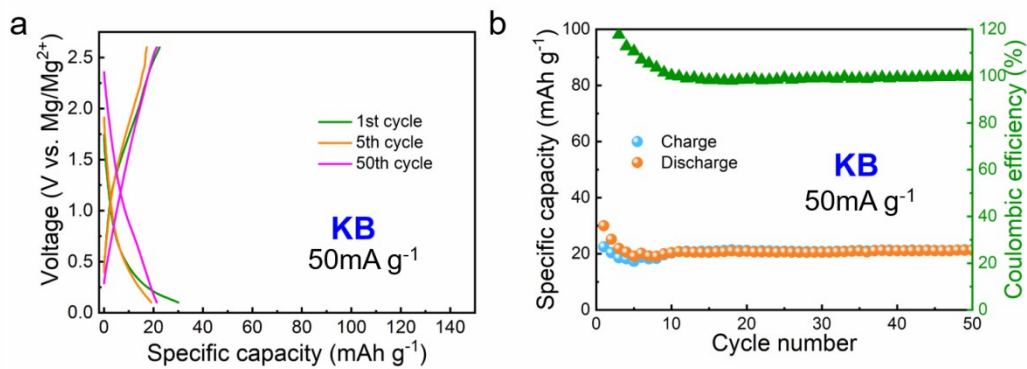 a
Voltage (V vs. Mg/Mg²⁺)
2.5
2.0
1.5
1.0
0.5
0.0
1st cycle
5th cycle
50th cycle
KB
50mA g⁻¹
0 20 40 60 80 100 120 140
Specific capacity (mAh g⁻¹)
b
Specific capacity (mAh g⁻¹)
100
80
60
40
20
0
Charge
Discharge
KB
50mA g⁻¹
0 10 20 30 40 50
Cycle number
120
100
80
60
40
20
0
Coulombic efficiency (%)